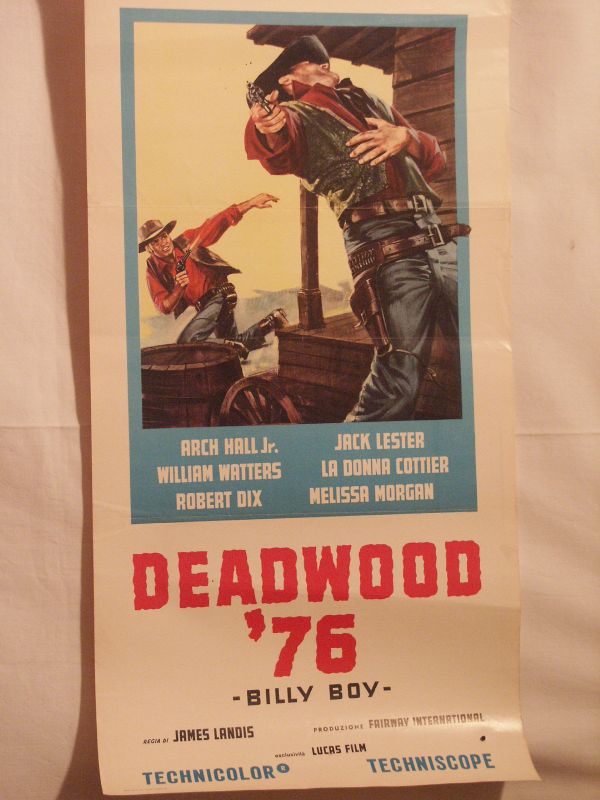 ARCH HALL Jr. JACK LESTER
WILLIAM WATTERS LA DONNA COTTIER
ROBERT DIX MELISSA MORGAN
DEADWOOD
'76
- BILLY BOY -
REGIA DI JAMES LANDIS PRODUZIONE FAIRWAY INTERNATIONAL
esclusività LUCAS FILM
TECHNICOLOR® TECHNISCOPE